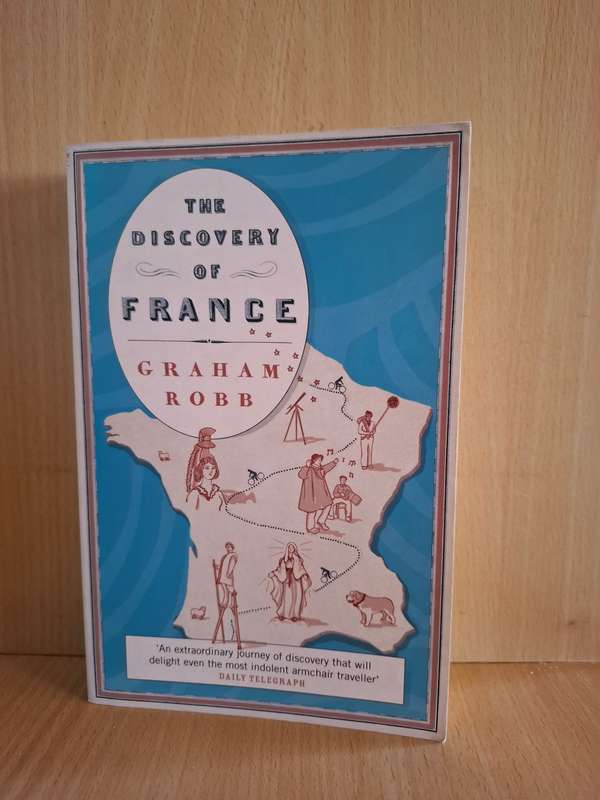 THE
DISCOVERY
OF
FRANCE
GRAHAM
ROBB
'An extraordinary journey of discovery that will
delight even the most indolent armchair traveller'
DAILY TELEGRAPH